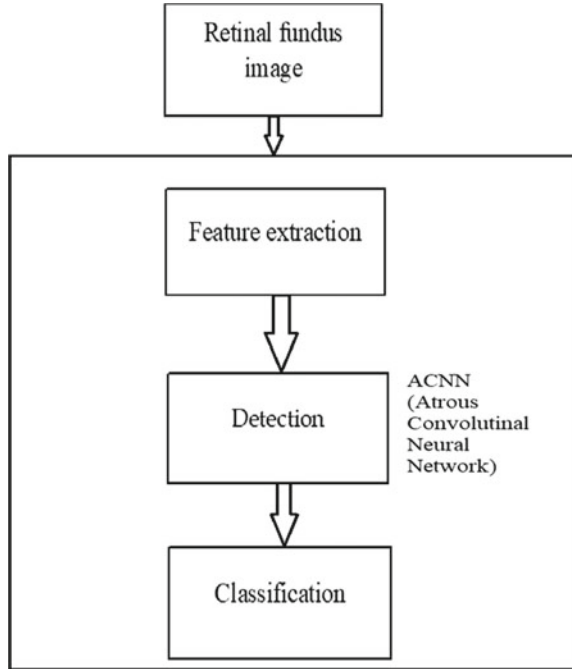 Retinal fundus
image
Feature extraction
Detection
ACNN
(Atrous
Convolutinal
Neural
Network)
Classification